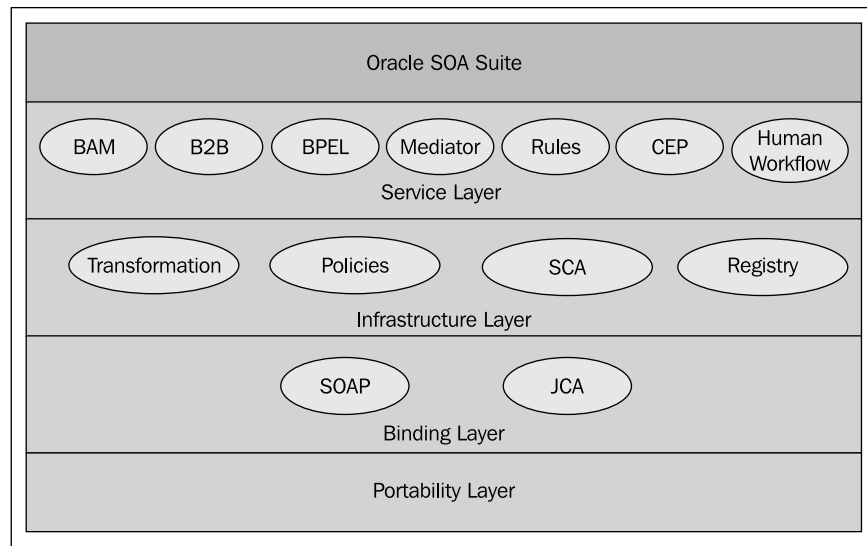 Oracle SOA Suite
BAM
B2B
BPEL
Mediator
Rules
CEP
Human
Workflow
Service Layer
Transformation
Policies
SCA
Registry
Infrastructure Layer
SOAP
JCA
Binding Layer
Portability Layer